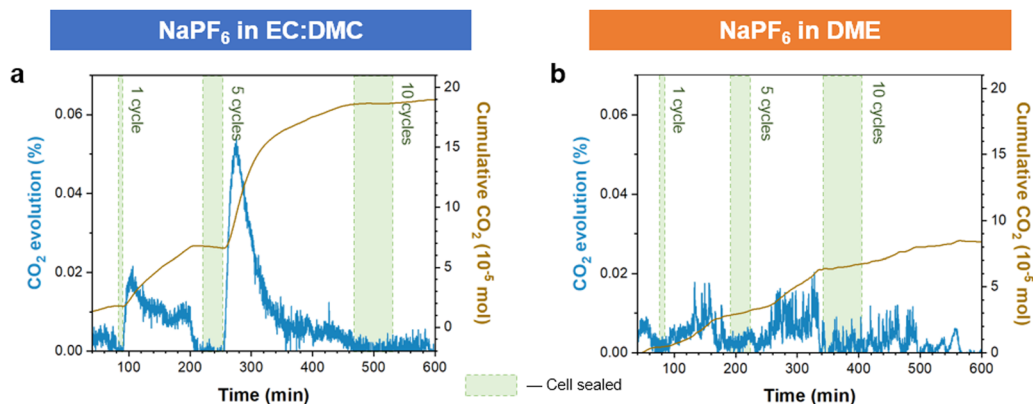 NaPF6 in EC:DMC
NaPF6 in DME
a
1 cycle
5 cycles
10 cycles
CO2 evolution (%)
0.06
0.04
0.02
0.00
Cumulative CO2 (10-5 mol)
20
15
10
5
0
100
200
300
400
500
600
Time (min)
b
1 cycle
5 cycles
10 cycles
CO2 evolution (%)
0.06
0.04
0.02
0.00
Cumulative CO2 (10-5 mol)
20
15
10
5
0
100
200
300
400
500
600
Time (min)
— Cell sealed